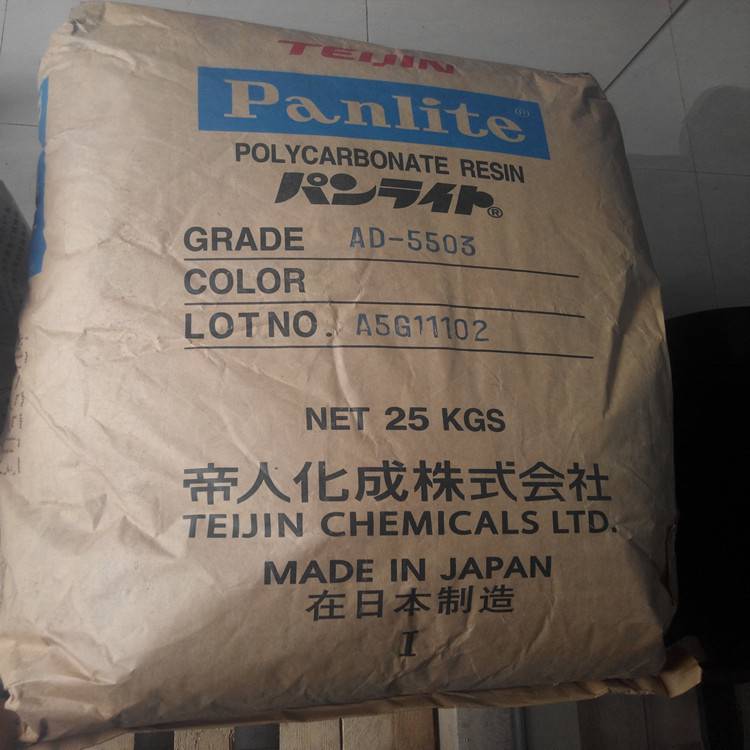 TEIJIN
Panlite®
POLYCARBONATE RESIN
パンライト®
GRADE AD-5503
COLOR
LOT NO. A5G11102
NET 25 KGS
帝人化成株式会社
TEIJIN CHEMICALS LTD.
MADE IN JAPAN
在日本制造
I